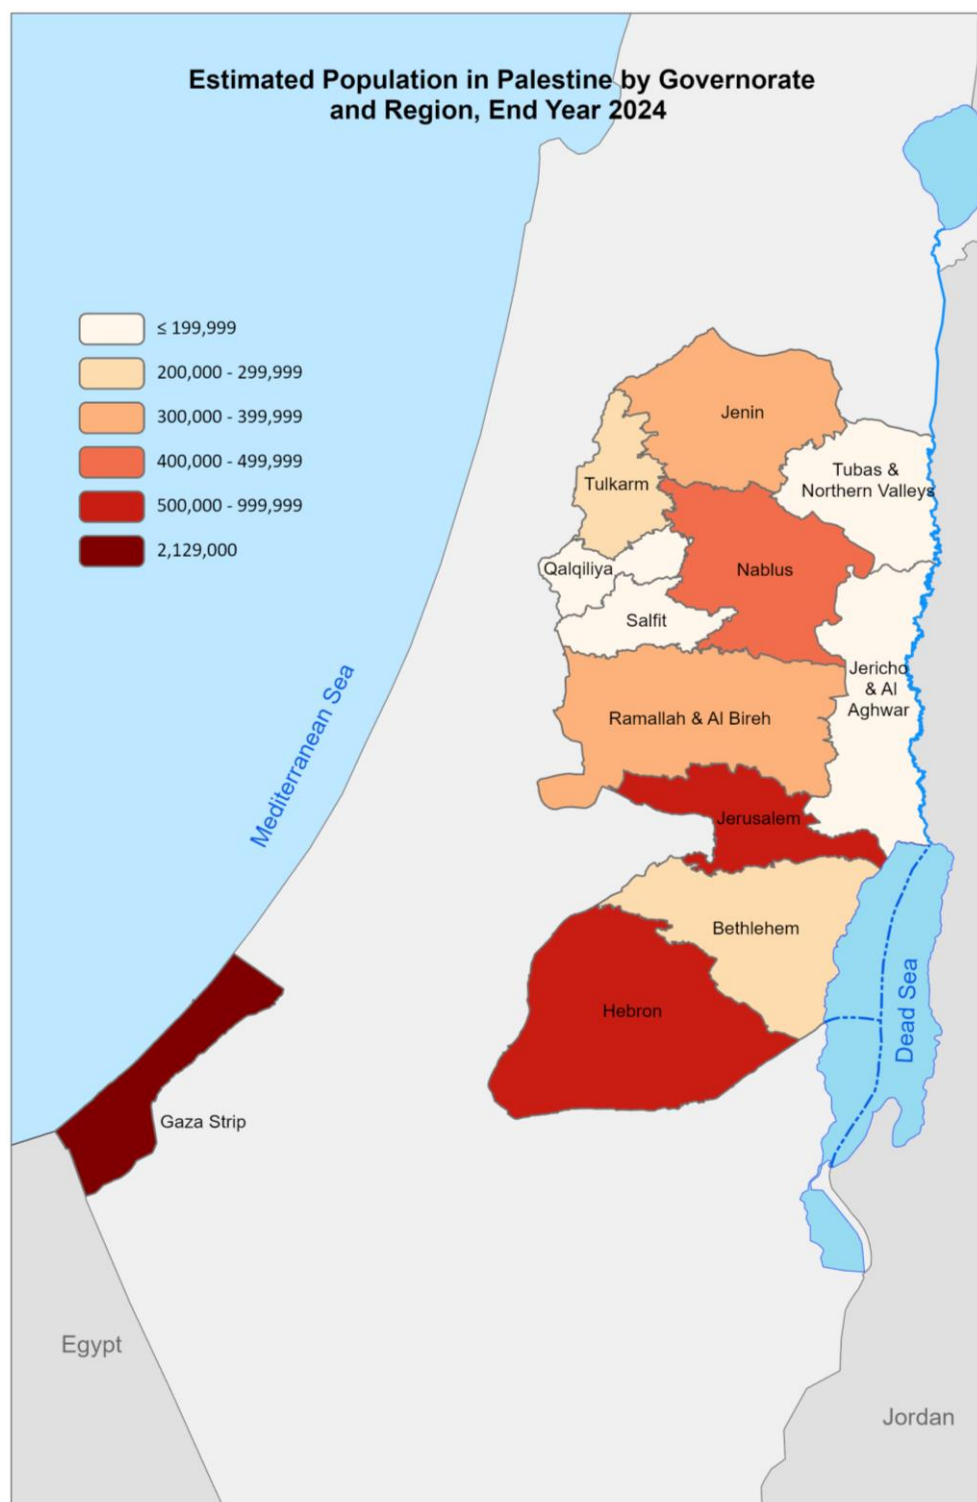 Estimated Population in Palestine by Governorate
and Region, End Year 2024
≤ 199,999
200,000 - 299,999
300,000 - 399,999
400,000 - 499,999
500,000 - 999,999
2,129,000
Jenin
Tubas &
Northern Valleys
Tulkarm
Qalqiliya
Nablus
Salfit
Jericho
& Al
Aghwar
Ramallah & Al Bireh
Mediterranean Sea
Jerusalem
Bethlehem
Hebron
Dead Sea
Gaza Strip
Egypt
Jordan